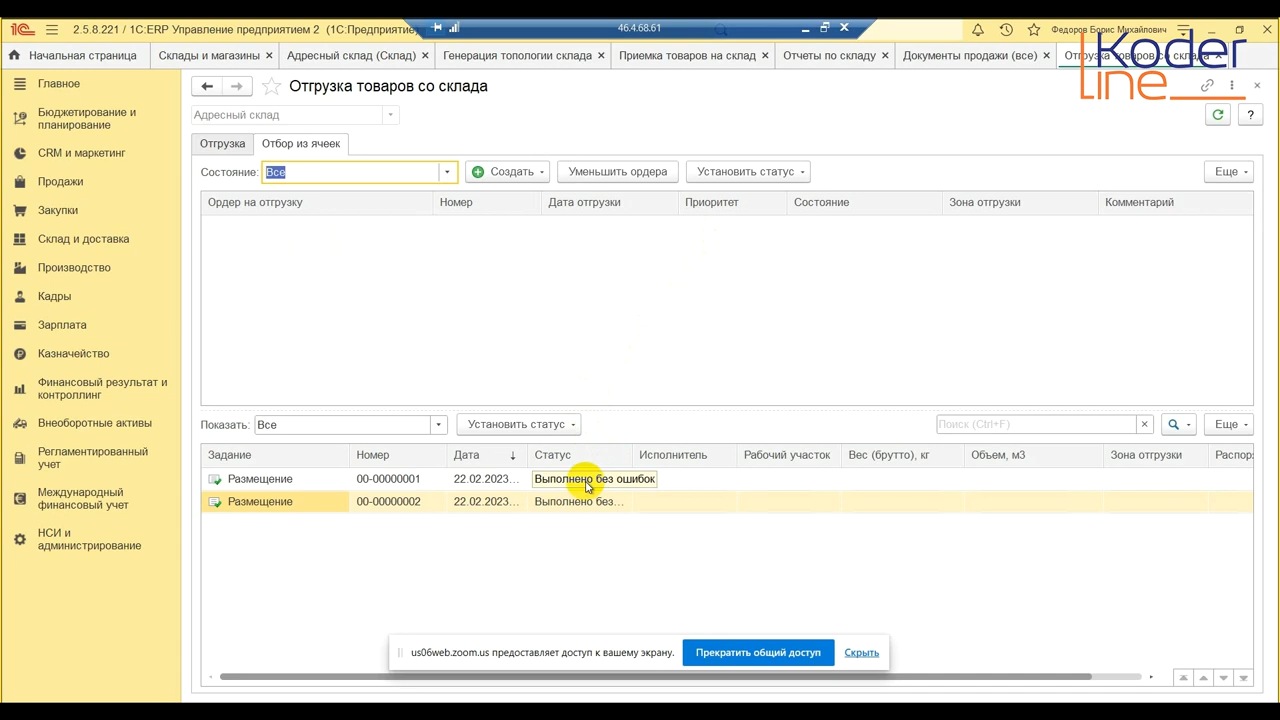 2.5.8.221 / 1С:ERP Управление предприятием 2 (1С:Предприятие
46.4.68.61
Федоров Борис Михайлович
Начальная страница
Склады и магазины ×
Адресный склад (Склад) ×
Генерация топологии склада ×
Приемка товаров на склад ×
Отчеты по складу ×
Документы продажи (все) ×
Отгрузка товаров со склада ×
Koder
line
Главное
Бюджетирование и
планирование
CRM и маркетинг
Продажи
Закупки
Склад и доставка
Производство
Кадры
Зарплата
Казначейство
Финансовый результат и
контроллинг
Внеоборотные активы
Регламентированный
учет
Международный
финансовый учет
НСИ и
администрирование
Отгрузка товаров со склада
Адресный склад
?
Отгрузка
Отбор из ячеек
Состояние: Все
Создать
Уменьшить ордера
Установить статус
Еще
Ордер на отгрузку
Номер
Дата отгрузки
Приоритет
Состояние
Зона отгрузки
Комментарий
Показать: Все
Установить статус
Поиск (Ctrl+F)
Еще
Задание
Номер
Дата
Статус
Исполнитель
Рабочий участок
Вес (брутто), кг
Объем, м3
Зона отгрузки
Распор
Размещение 00-00000001 22.02.2023... Выполнено без ошибок
Размещение 00-00000002 22.02.2023... Выполнено без...
us06web.zoom.us предоставляет доступ к вашему экрану.
Прекратить общий доступ
Скрыть